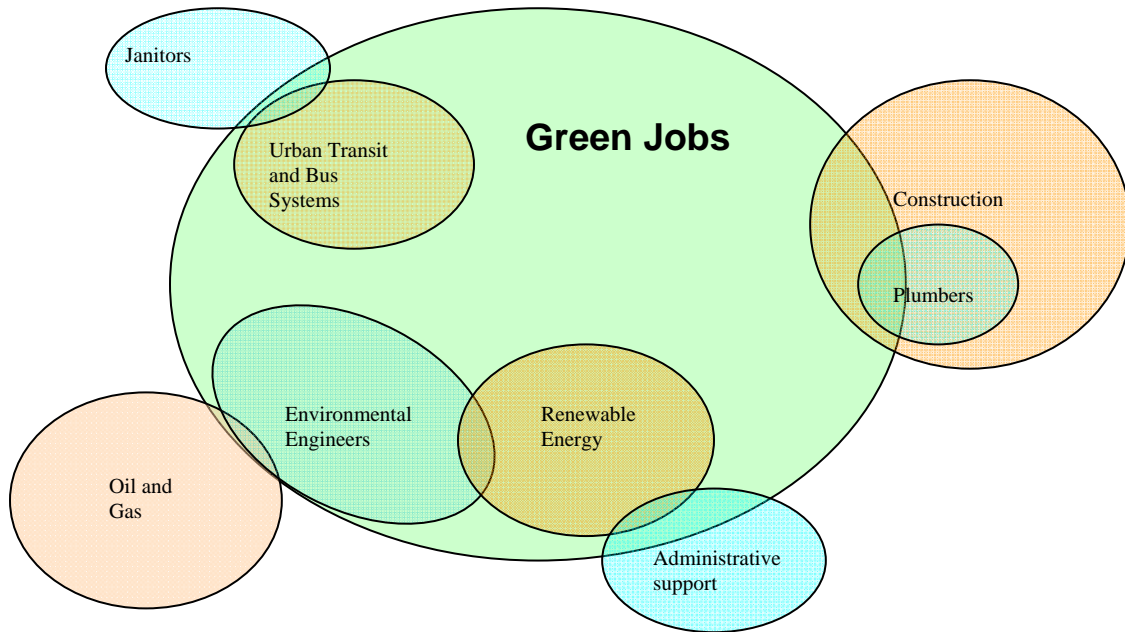 Janitors
Green Jobs
Urban Transit
and Bus
Systems
Construction
Plumbers
Environmental
Engineers
Renewable
Energy
Oil and
Gas
Administrative
support